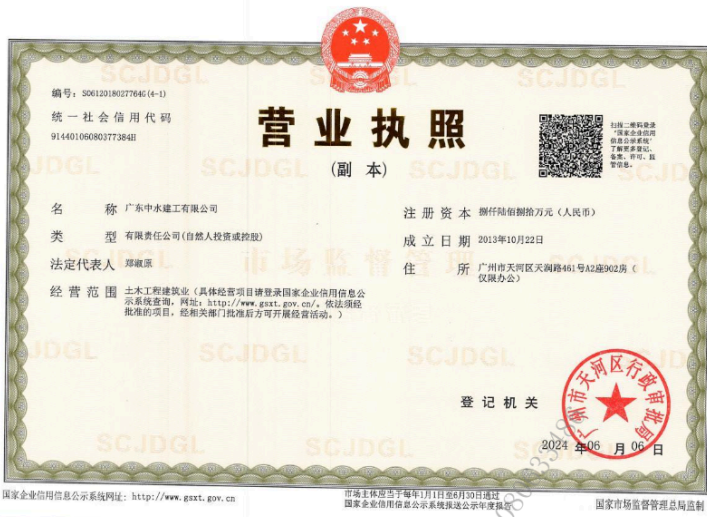 编号: S0612018027764G(4-1)
统一社会信用代码
91440106080377384H
营业执照
(副 本)
扫描二维码登录
“国家企业信用
信息公示系统”
了解更多登记、
备案、许可、监
管信息。
名 称 广东中水建工有限公司
类 型 有限责任公司(自然人投资或控股)
法定代表人 郑淑源
经营范围 土木工程建筑业(具体经营项目请登录国家企业信用信息公
示系统查询,网址: http://www.gsxt.gov.cn/。依法须经
批准的项目,经相关部门批准后方可开展经营活动。)
注册资本 捌仟陆佰捌拾万元(人民币)
成立日期 2013年10月22日
住 所 广州市天河区天润路461号A2座902房(
仅限办公)
SCJDGL
市场监督管理
登记机关
广州市天河区行政审批局
2024 年06 月 06 日
国家企业信用信息公示系统网址: http://www.gsxt.gov.cn
市场主体应当于每年1月1日至6月30日通过
国家企业信用信息公示系统报送公示年度报告
国家市场监督管理总局监制